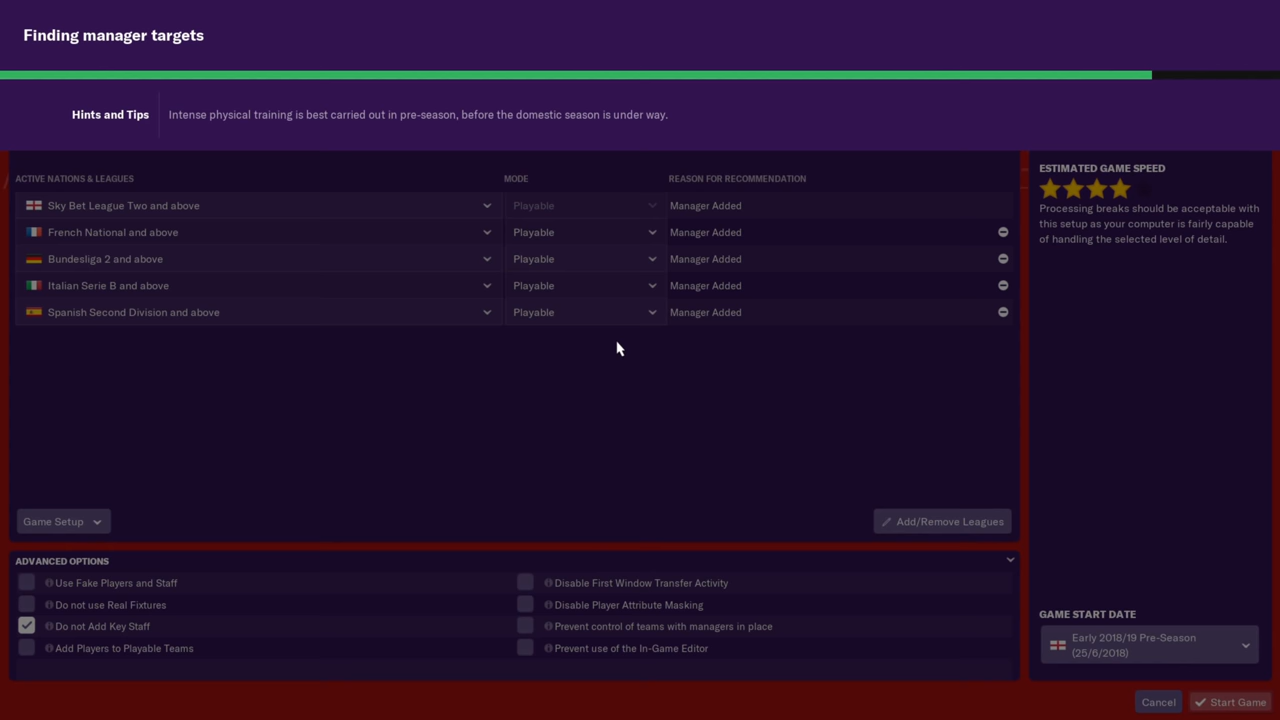 Finding manager targets
Hints and Tips
Intense physical training is best carried out in pre-season, before the domestic season is under way.
ACTIVE NATIONS & LEAGUES MODE REASON FOR RECOMMENDATION
Sky Bet League Two and above Playable Manager Added
French National and above Playable Manager Added
Bundesliga 2 and above Playable Manager Added
Italian Serie B and above Playable Manager Added
Spanish Second Division and above Playable Manager Added
Game Setup
Add/Remove Leagues
ESTIMATED GAME SPEED
Processing breaks should be acceptable with
this setup as your computer is fairly capable
of handling the selected level of detail.
ADVANCED OPTIONS
Use Fake Players and Staff
Do not use Real Fixtures
Do not Add Key Staff
Add Players to Playable Teams
Disable First Window Transfer Activity
Disable Player Attribute Masking
Prevent control of teams with managers in place
Prevent use of the In-Game Editor
GAME START DATE
Early 2018/19 Pre-Season
(25/6/2018)
Cancel
Start Game